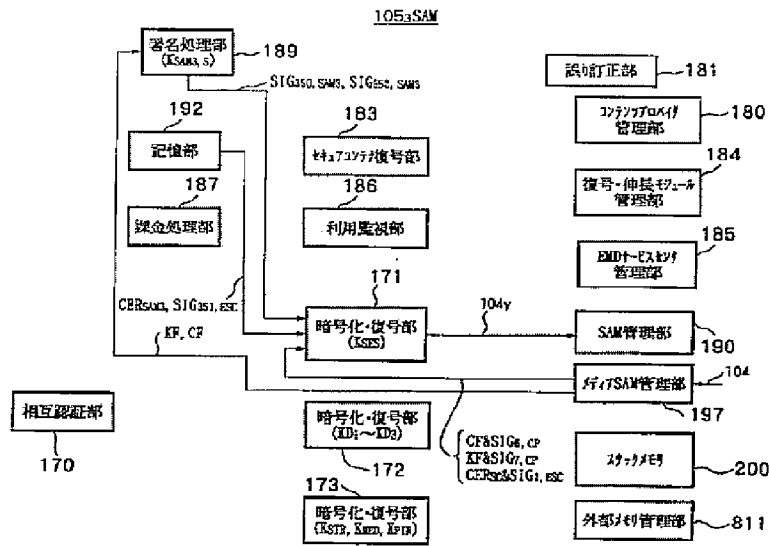 105₃SAM
署名処理部
(KSAM3, S)
189
SIG350, SAM3, SIG352, SAM3
誤り訂正部
181
192
記憶部
183
セキュアコンテナ復号部
コンテンツプロバイダ
管理部
180
187
課金処理部
186
利用監視部
復号・伸長モジュール
管理部
184
EMDサービスセンタ
管理部
185
CERSAM3, SIG351, ESC
KF, CF
171
暗号化・復号部
(KSES)
104γ
SAM管理部
190
メディアSAM管理部
104
197
相互認証部
170
暗号化・復号部
(KD1～KD3)
172
CF&SIG6, CP
KF&SIG7, CP
CERSC&SIG1, ESC
スタックメモリ
200
173
暗号化・復号部
(KSTR, KMED, KPIN)
外部メモリ管理部
811